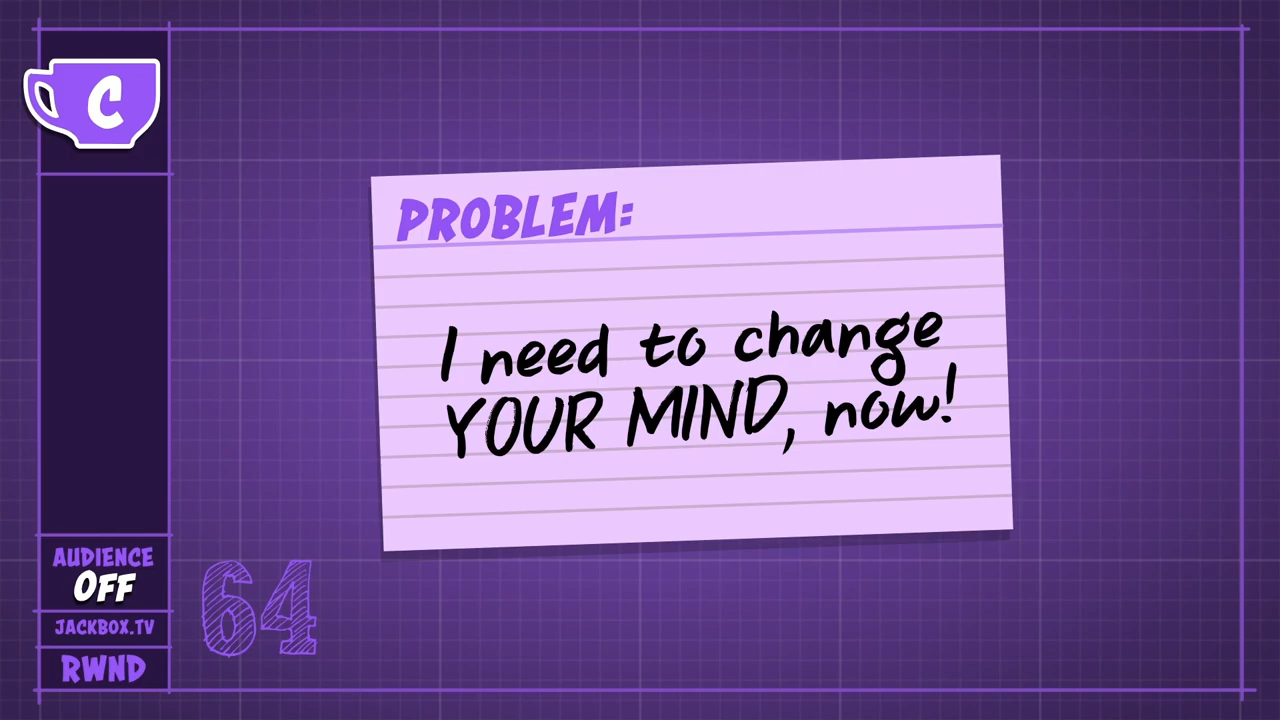 C
PROBLEM:
I need to change
YOUR MIND, now!
AUDIENCE
OFF
JACKBOX.TV
RWND
64